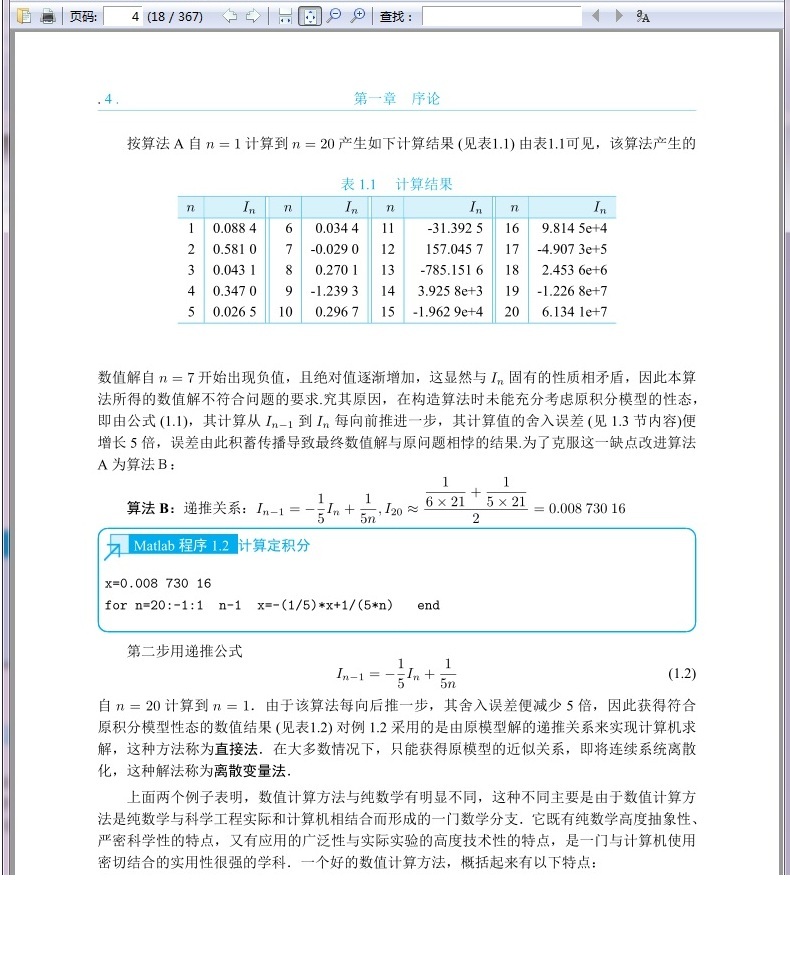 页码: 4 (18 / 367) 查找:
. 4 . 第一章 序论
按算法 A 自 n = 1 计算到 n = 20 产生如下计算结果 (见表1.1) 由表1.1可见，该算法产生的
表 1.1 计算结果
n Iₙ n Iₙ n Iₙ n Iₙ
1 0.088 4 6 0.034 4 11 -31.392 5 16 9.814 5e+4
2 0.581 0 7 -0.029 0 12 157.045 7 17 -4.907 3e+5
3 0.043 1 8 0.270 1 13 -785.151 6 18 2.453 6e+6
4 0.347 0 9 -1.239 3 14 3.925 8e+3 19 -1.226 8e+7
5 0.026 5 10 0.296 7 15 -1.962 9e+4 20 6.134 1e+7
数值解自 n = 7 开始出现负值，且绝对值逐渐增加，这显然与 Iₙ 固有的性质相矛盾，因此本算
法所得的数值解不符合问题的要求.究其原因，在构造算法时未能充分考虑原积分模型的性态，
即由公式 (1.1)，其计算从 Iₙ₋₁ 到 Iₙ 每向前推进一步，其计算值的舍入误差 (见 1.3 节内容)便
增长 5 倍，误差由此积蓄传播导致最终数值解与原问题相悖的结果.为了克服这一缺点改进算法
A 为算法 B：
算法 B: 递推关系: Iₙ₋₁ = −1/5 Iₙ + 1/5n, I₂₀ ≈ (1/(6 × 21) + 1/(5 × 21))/2 = 0.008 730 16
Matlab 程序 1.2 计算定积分
x=0.008 730 16
for n=20:-1:1 n-1 x=-(1/5)*x+1/(5*n) end
第二步用递推公式
Iₙ₋₁ = −1/5 Iₙ + 1/5n (1.2)
自 n = 20 计算到 n = 1．由于该算法每向后推一步，其舍入误差便减少 5 倍，因此获得符合
原积分模型性态的数值结果 (见表1.2) 对例 1.2 采用的是由原模型解的递推关系来实现计算机求
解，这种方法称为直接法．在大多数情况下，只能获得原模型的近似关系，即将连续系统离散
化，这种解法称为离散变量法．
上面两个例子表明，数值计算方法与纯数学有明显不同，这种不同主要是由于数值计算方
法是纯数学与科学工程实际和计算机相结合而形成的一门数学分支．它既有纯数学高度抽象性、
严密科学性的特点，又有应用的广泛性与实际实验的高度技术性的特点，是一门与计算机使用
密切结合的实用性很强的学科．一个好的数值计算方法，概括起来有以下特点: